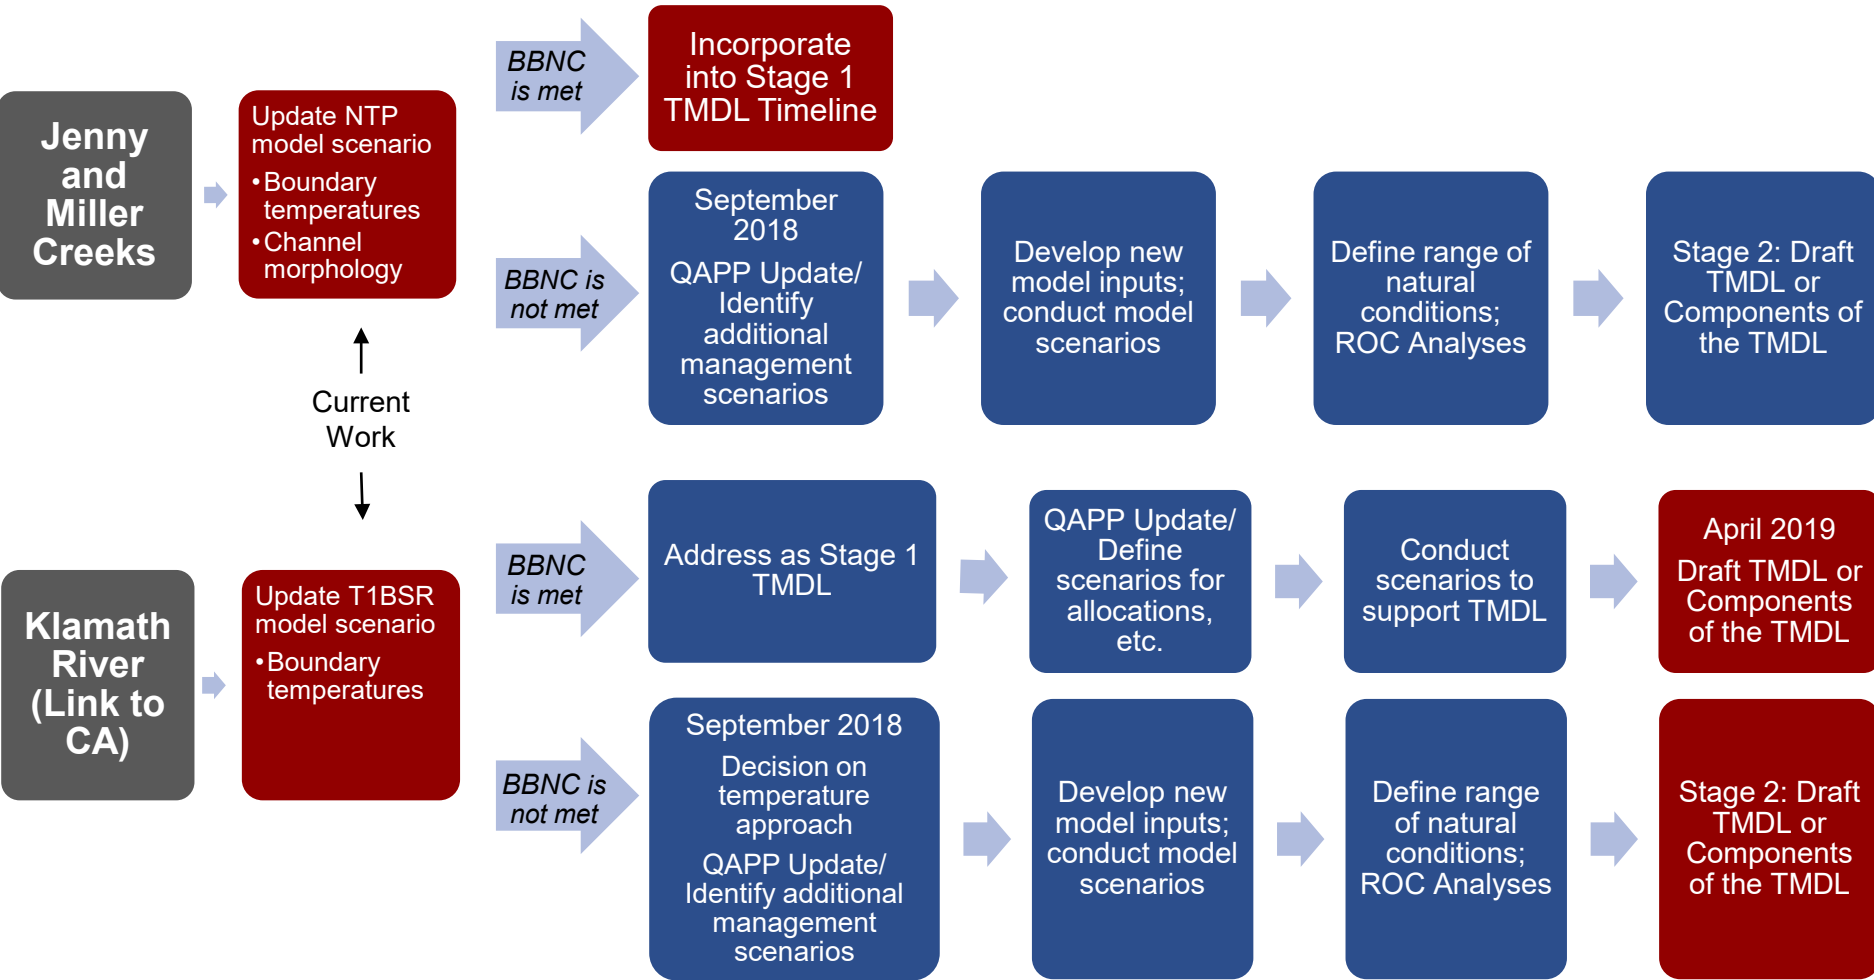 Jenny
and
Miller
Creeks
Update NTP
model scenario
•Boundary
temperatures
•Channel
morphology
BBNC
is met
Incorporate
into Stage 1
TMDL Timeline
BBNC is
not met
September
2018
QAPP Update/
Identify
additional
management
scenarios
Develop new
model inputs;
conduct model
scenarios
Define range of
natural
conditions;
ROC Analyses
Stage 2: Draft
TMDL or
Components of
the TMDL
Current
Work
Klamath
River
(Link to
CA)
Update T1BSR
model scenario
•Boundary
temperatures
BBNC
is met
Address as Stage 1
TMDL
QAPP Update/
Define
scenarios for
allocations,
etc.
Conduct
scenarios to
support TMDL
April 2019
Draft TMDL or
Components
of the TMDL
BBNC is
not met
September 2018
Decision on
temperature
approach
QAPP Update/
Identify additional
management
scenarios
Develop new
model inputs;
conduct model
scenarios
Define range
of natural
conditions;
ROC Analyses
Stage 2: Draft
TMDL or
Components
of the TMDL